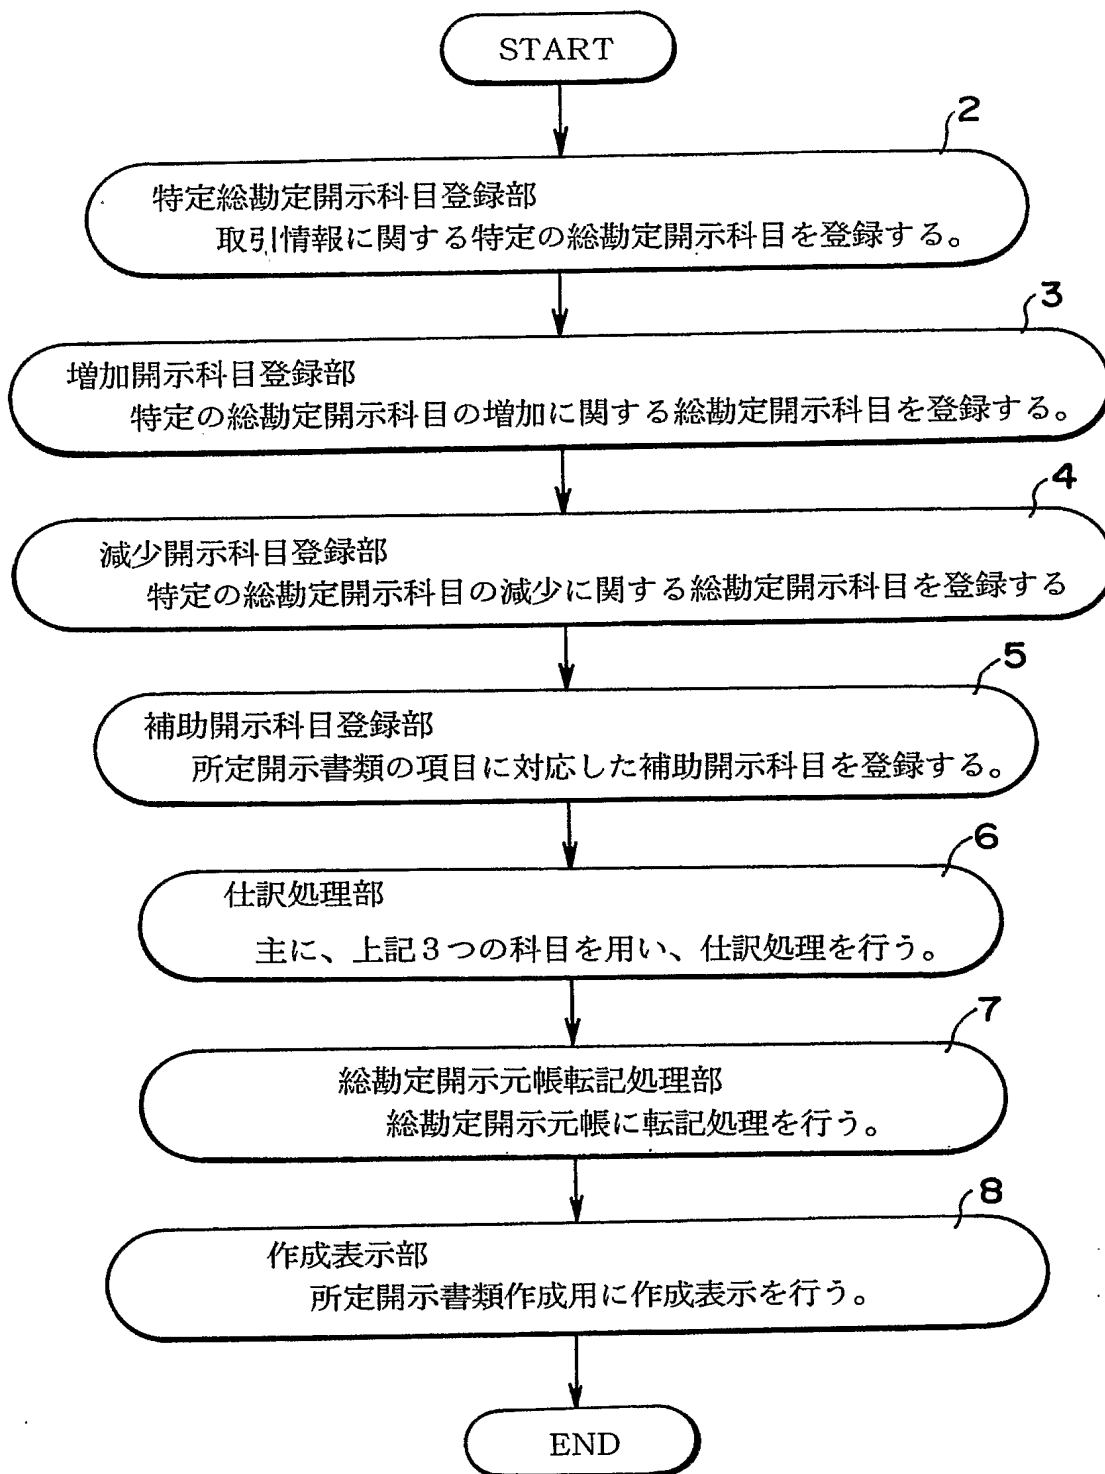 START
2
特定総勘定開示科目登録部
取引情報に関する特定の総勘定開示科目を登録する。
3
増加開示科目登録部
特定の総勘定開示科目の増加に関する総勘定開示科目を登録する。
4
減少開示科目登録部
特定の総勘定開示科目の減少に関する総勘定開示科目を登録する
5
補助開示科目登録部
所定開示書類の項目に対応した補助開示科目を登録する。
6
仕訳処理部
主に、上記3つの科目を用い、仕訳処理を行う。
7
総勘定開示元帳転記処理部
総勘定開示元帳に転記処理を行う。
8
作成表示部
所定開示書類作成用に作成表示を行う。
END